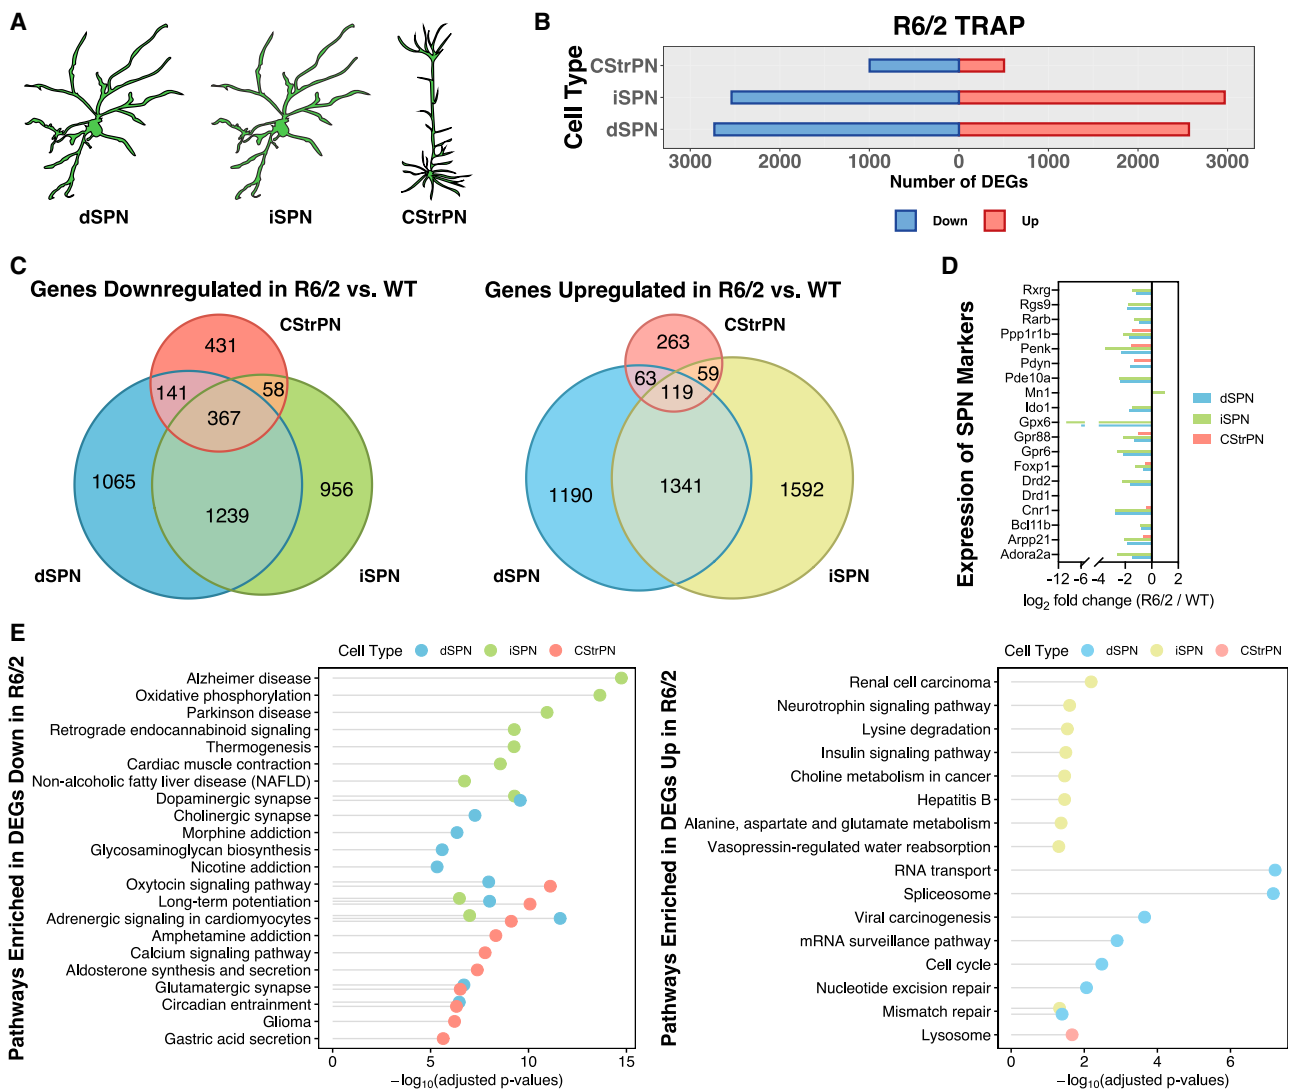 A
dSPN
iSPN
CStrPN
B
R6/2 TRAP
Cell Type
CStrPN
iSPN
dSPN
3000 2000 1000 0 1000 2000 3000
Number of DEGs
Down Up
C
Genes Downregulated in R6/2 vs. WT
CStrPN
431
141
58
367
1065
956
1239
dSPN
iSPN
Genes Upregulated in R6/2 vs. WT
CStrPN
263
63
59
119
1190
1341
1592
dSPN
iSPN
D
Expression of SPN Markers
Rxrg
Rgs9
Rarb
Ppp1r1b
Penk
Pdyn
Pde10a
Mn1
Ido1
Gpx6
Gpr88
Gpr6
Foxp1
Drd2
Drd1
Cnr1
Bcl11b
Arpp21
Adora2a
-12 -6 -4 -2 0 2
log2 fold change (R6/2 / WT)
dSPN
iSPN
CStrPN
E
Pathways Enriched in DEGs Down in R6/2
Cell Type dSPN iSPN CStrPN
Alzheimer disease
Oxidative phosphorylation
Parkinson disease
Retrograde endocannabinoid signaling
Thermogenesis
Cardiac muscle contraction
Non-alcoholic fatty liver disease (NAFLD)
Dopaminergic synapse
Cholinergic synapse
Morphine addiction
Glycosaminoglycan biosynthesis
Nicotine addiction
Oxytocin signaling pathway
Long-term potentiation
Adrenergic signaling in cardiomyocytes
Amphetamine addiction
Calcium signaling pathway
Aldosterone synthesis and secretion
Glutamatergic synapse
Circadian entrainment
Glioma
Gastric acid secretion
0 5 10 15
−log10(adjusted p-values)
Pathways Enriched in DEGs Up in R6/2
Cell Type dSPN iSPN CStrPN
Renal cell carcinoma
Neurotrophin signaling pathway
Lysine degradation
Insulin signaling pathway
Choline metabolism in cancer
Hepatitis B
Alanine, aspartate and glutamate metabolism
Vasopressin-regulated water reabsorption
RNA transport
Spliceosome
Viral carcinogenesis
mRNA surveillance pathway
Cell cycle
Nucleotide excision repair
Mismatch repair
Lysosome
0 2 4 6
−log10(adjusted p-values)